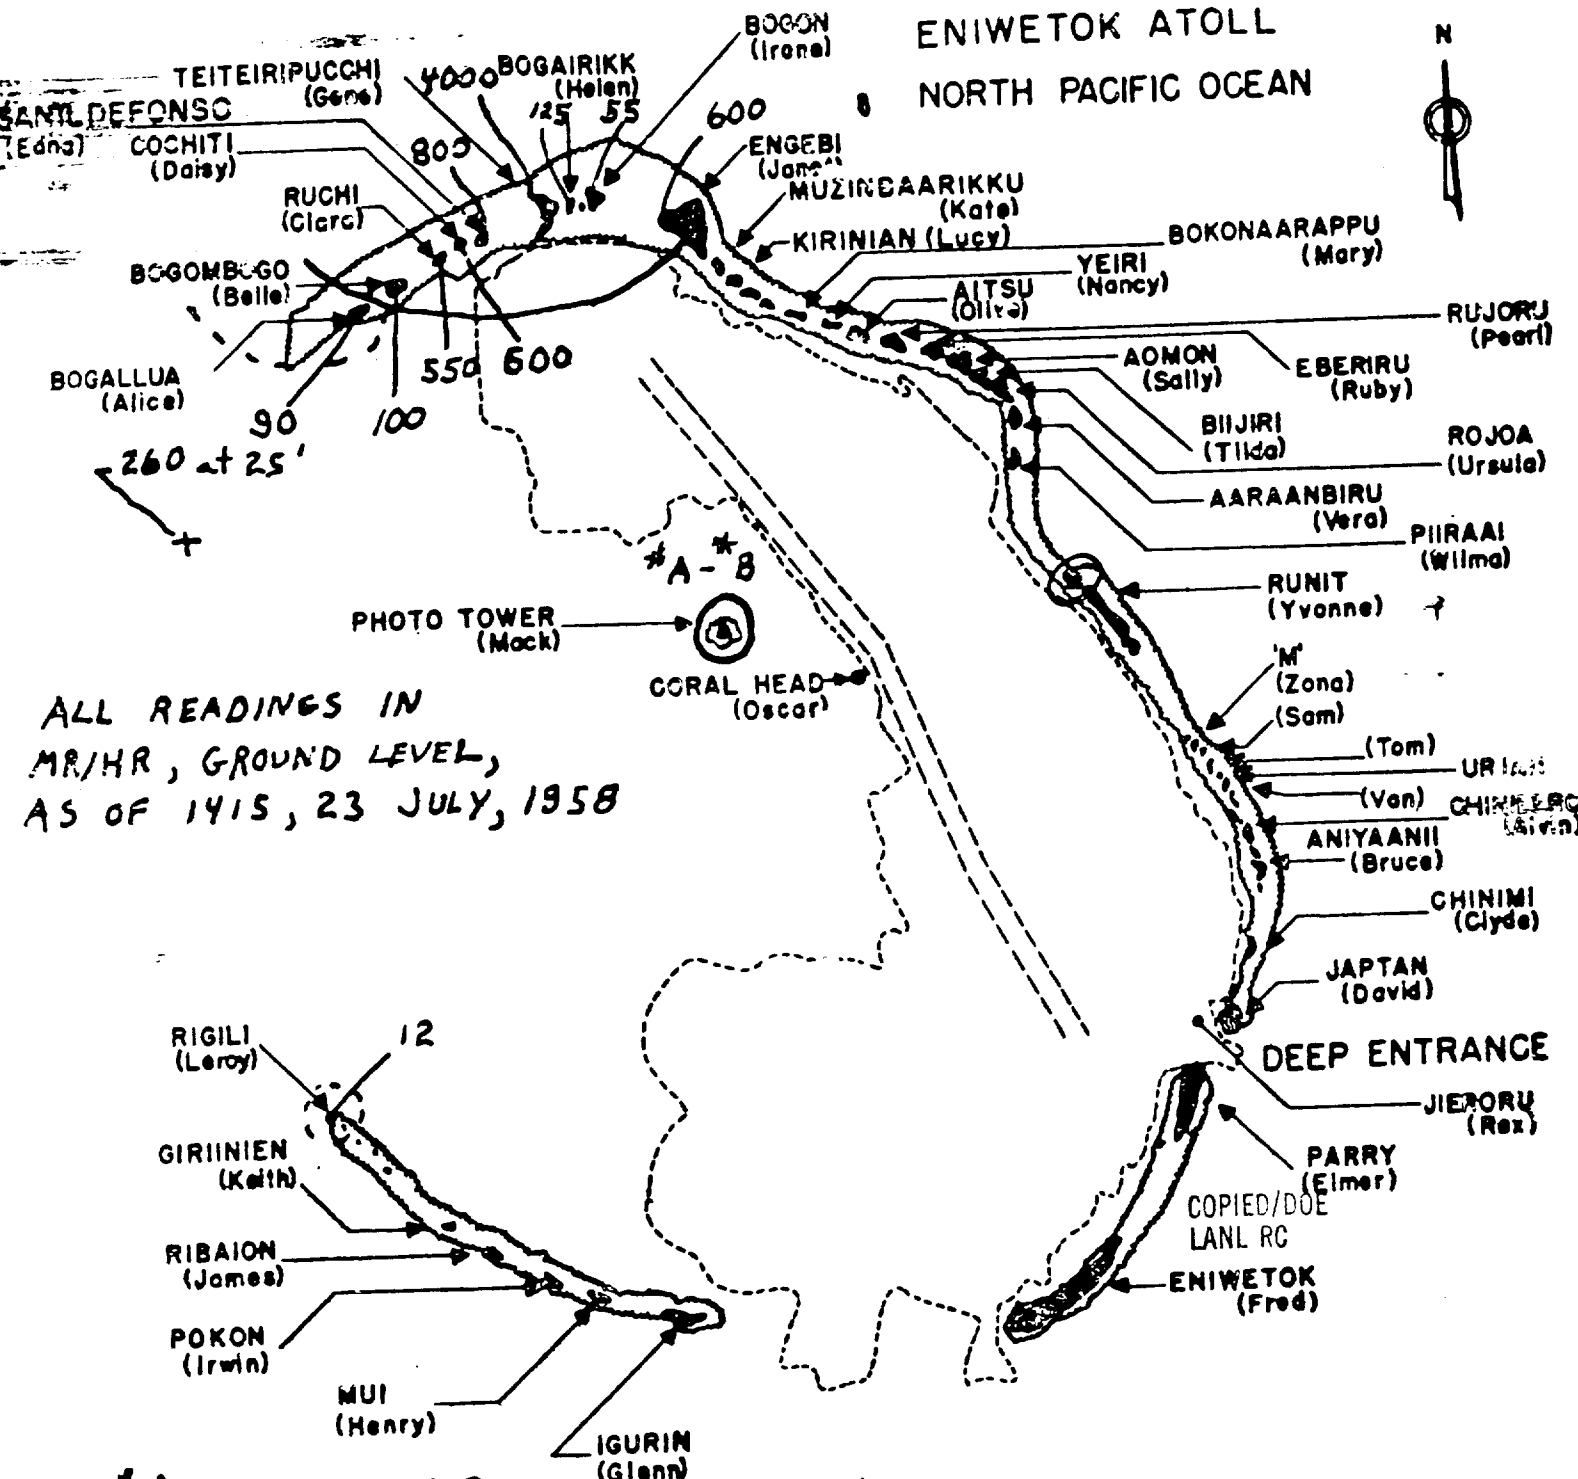 ENIWETOK ATOLL
NORTH PACIFIC OCEAN
N
BOGON
(Irene)
TEITEIRIPUCCHI
(Gene)
4000
BOGAIRIKK
(Helen)
125
55
600
SANILDEFONSO
(Edna)
COCHITI
(Daisy)
800
ENGEBI
RUCHI
(Clara)
MUZINBAARIKKU
(Kate)
KIRINIAN (Lucy)
BOKONAARAPPU
(Mary)
YEIRI
(Nancy)
BOGOMBOGO
(Belle)
AITSU
(Olive)
RUJORU
(Pearl)
AOMON
(Sally)
EBERIRU
(Ruby)
BOGALLUA
(Alice)
550
600
90
100
BIIJIRI
(Tilda)
ROJOA
(Ursula)
260 at 25'
AARAANBIRU
(Vera)
PIIRAAI
(Wilma)
*A-*B
RUNIT
(Yvonne)
PHOTO TOWER
(Mack)
CORAL HEAD
(Oscar)
'M'
(Zona)
(Sam)
(Tom)
ALL READINGS IN
MR/HR, GROUND LEVEL,
AS OF 1415, 23 JULY, 1958
(Van)
ANIYAANII
(Bruce)
CHINIMI
(Clyde)
JAPTAN
(David)
DEEP ENTRANCE
RIGILI
(Leroy)
12
JIERORU
(Rex)
GIRIINIEN
(Keith)
PARRY
(Elmer)
COPIED/DOE
LANL RC
RIBAION
(James)
ENIWETOK
(Fred)
POKON
(Irwin)
MUI
(Henry)
IGURIN
(Glenn)